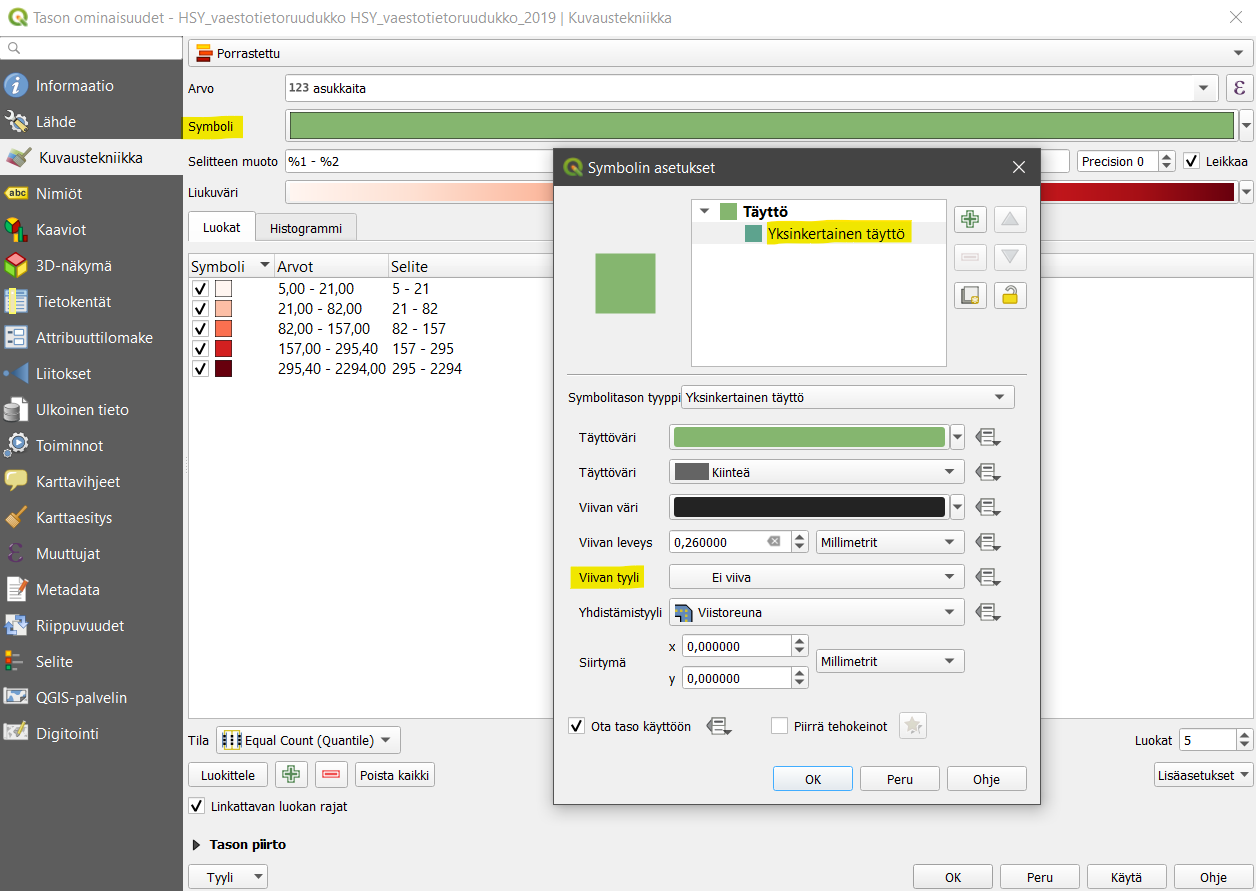 Tason ominaisuudet - HSY_vaestotietoruudukko HSY_vaestotietoruudukko_2019 | Kuvaustekniikka
Informaatio
Lähde
Kuvaustekniikka
abc Nimiöt
Kaaviot
3D-näkymä
Tietokentät
Attribuuttilomake
Liitokset
Ulkoinen tieto
Toiminnot
Karttavihjeet
Karttaesitys
Muuttujat
Metadata
Riippuvuudet
Selite
QGIS-palvelin
Digitointi
Porrastettu
Arvo 123 asukkaita ε
Symboli
Selitteen muoto %1 - %2 Precision 0 Leikkaa
Liukuväri
Luokat Histogrammi
Symboli Arvot Selite
5,00 - 21,00 5 - 21
21,00 - 82,00 21 - 82
82,00 - 157,00 82 - 157
157,00 - 295,40 157 - 295
295,40 - 2294,00 295 - 2294
Symbolin asetukset
Täyttö
Yksinkertainen täyttö
Symbolitason tyyppi Yksinkertainen täyttö
Täyttöväri
Täyttöväri Kiinteä
Viivan väri
Viivan leveys 0,260000 Millimetrit
Viivan tyyli Ei viiva
Yhdistämistyyli Viistoreuna
Siirtymä x 0,000000 Millimetrit
y 0,000000
Ota taso käyttöön Piirrä tehokeinot
OK Peru Ohje
Tila Equal Count (Quantile) Luokat 5
Luokittele Poista kaikki Lisäasetukset
Linkattavan luokan rajat
Tason piirto
Tyyli OK Peru Käytä Ohje